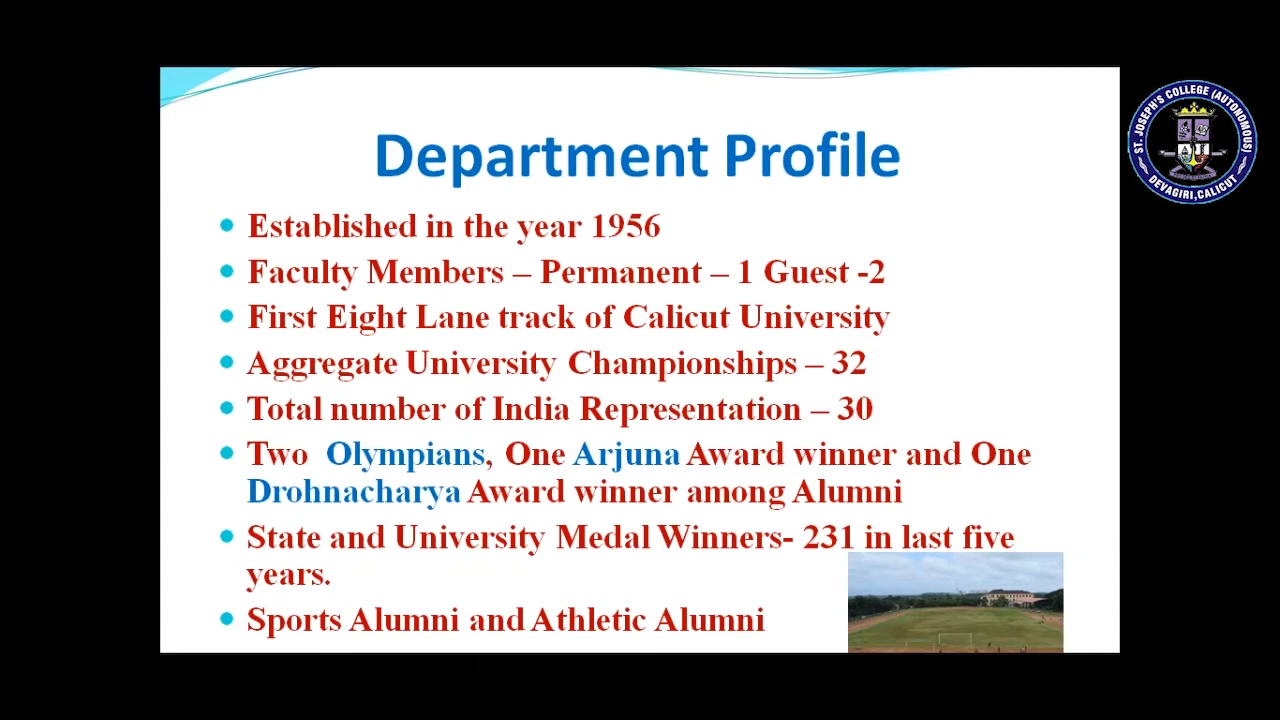 Department Profile
Established in the year 1956
Faculty Members – Permanent – 1 Guest -2
First Eight Lane track of Calicut University
Aggregate University Championships – 32
Total number of India Representation – 30
Two Olympians, One Arjuna Award winner and One
Drohnacharya Award winner among Alumni
State and University Medal Winners- 231 in last five
years.
Sports Alumni and Athletic Alumni
ST. JOSEPH'S COLLEGE (AUTONOMOUS)
DEVAGIRI, CALICUT